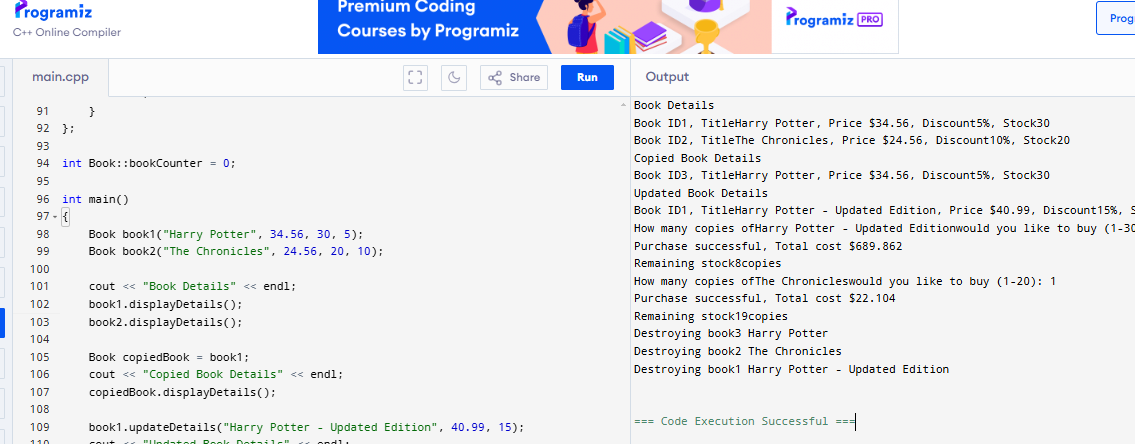 Programiz
C++ Online Compiler
Premium Coding
Courses by Programiz
Programiz PRO
Prog
main.cpp
Share
Run
91 }
92 };
93
94 int Book::bookCounter = 0;
95
96 int main()
97 {
98 Book book1("Harry Potter", 34.56, 30, 5);
99 Book book2("The Chronicles", 24.56, 20, 10);
100
101 cout << "Book Details" << endl;
102 book1.displayDetails();
103 book2.displayDetails();
104
105 Book copiedBook = book1;
106 cout << "Copied Book Details" << endl;
107 copiedBook.displayDetails();
108
109 book1.updateDetails("Harry Potter - Updated Edition", 40.99, 15);
110 cout << "Updated Book Details" << endl;
Output
Book Details
Book ID1, TitleHarry Potter, Price $34.56, Discount5%, Stock30
Book ID2, TitleThe Chronicles, Price $24.56, Discount10%, Stock20
Copied Book Details
Book ID3, TitleHarry Potter, Price $34.56, Discount5%, Stock30
Updated Book Details
Book ID1, TitleHarry Potter - Updated Edition, Price $40.99, Discount15%, S
How many copies ofHarry Potter - Updated Editionwould you like to buy (1-30
Purchase successful, Total cost $689.862
Remaining stock8copies
How many copies ofThe Chronicleswould you like to buy (1-20): 1
Purchase successful, Total cost $22.104
Remaining stock19copies
Destroying book3 Harry Potter
Destroying book2 The Chronicles
Destroying book1 Harry Potter - Updated Edition
=== Code Execution Successful ===